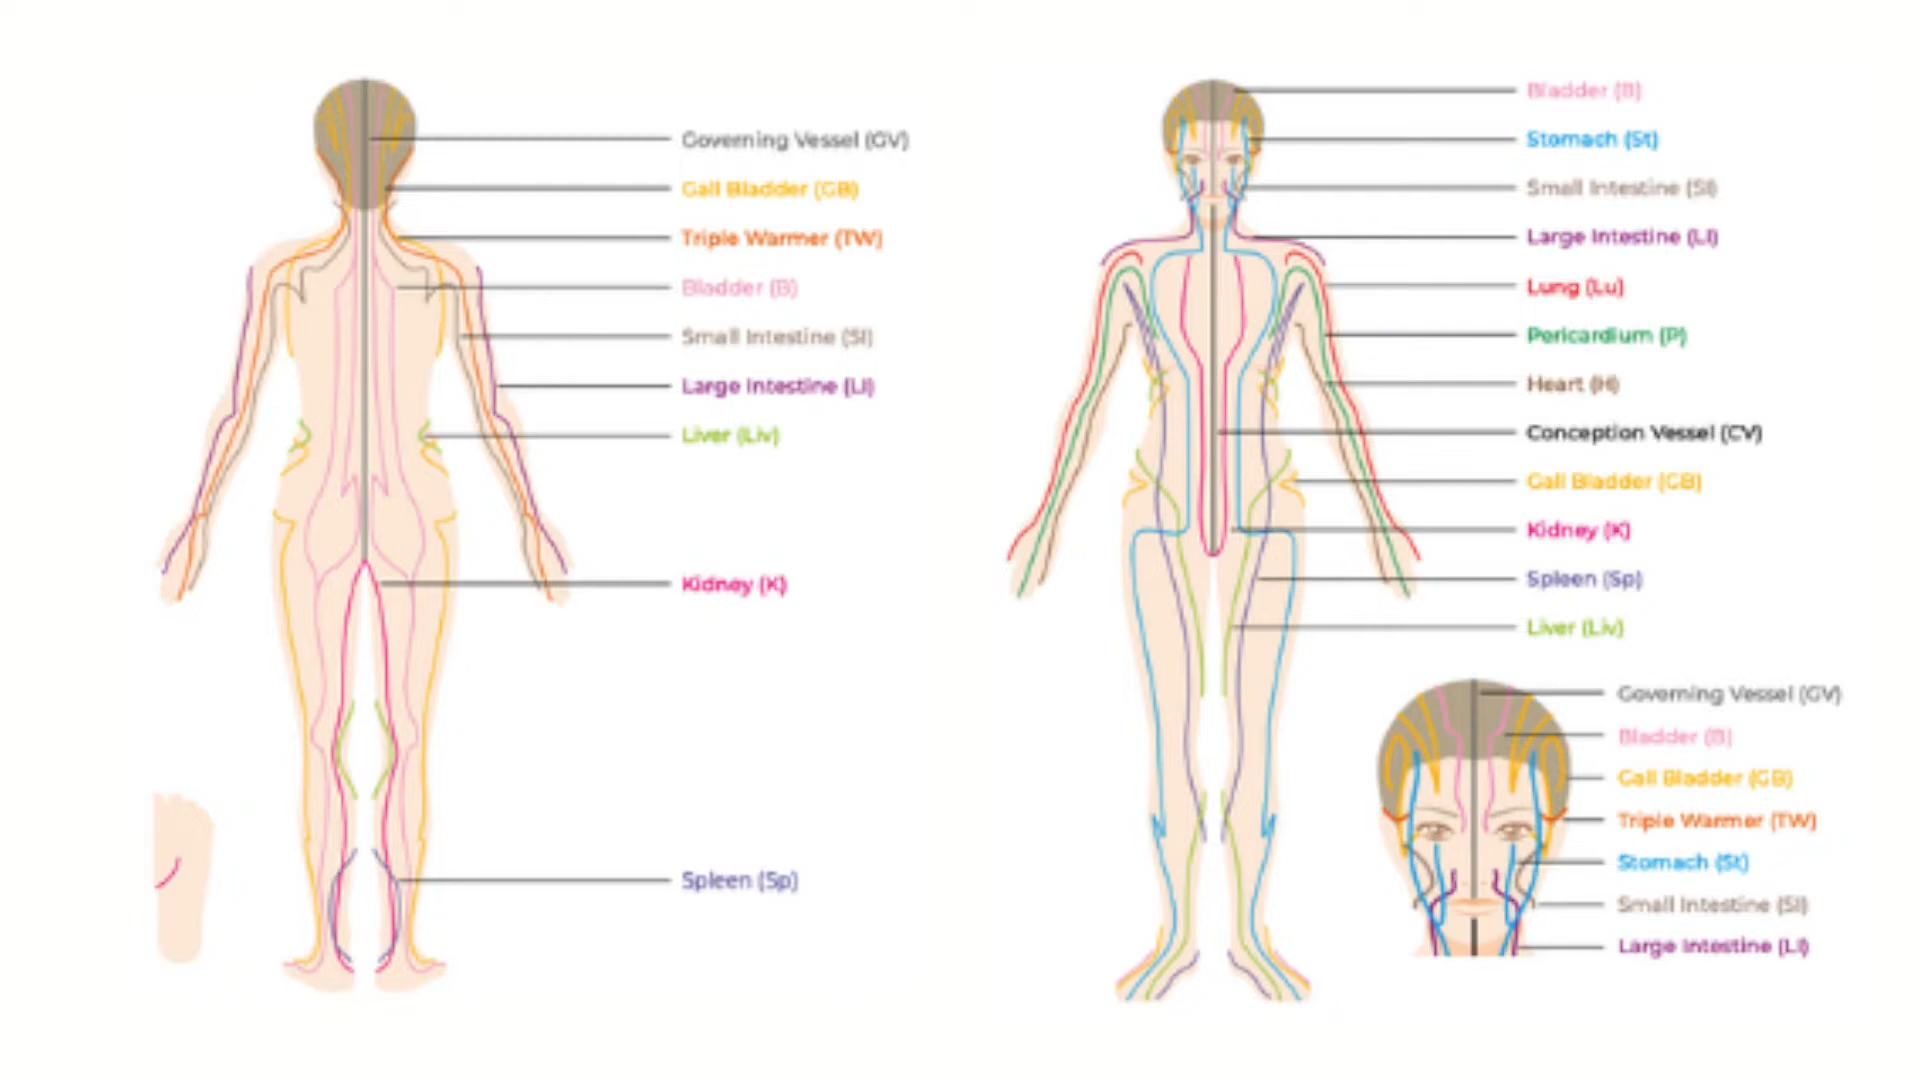 Governing Vessel (GV)
Gall Bladder (GB)
Triple Warmer (TW)
Bladder (B)
Small Intestine (SI)
Large Intestine (LI)
Liver (Liv)
Kidney (K)
Spleen (Sp)
Bladder (B)
Stomach (St)
Small Intestine (SI)
Large Intestine (LI)
Lung (Lu)
Pericardium (P)
Heart (H)
Conception Vessel (CV)
Gall Bladder (GB)
Kidney (K)
Spleen (Sp)
Liver (Liv)
Governing Vessel (GV)
Bladder (B)
Gall Bladder (GB)
Triple Warmer (TW)
Stomach (St)
Small Intestine (SI)
Large Intestine (LI)